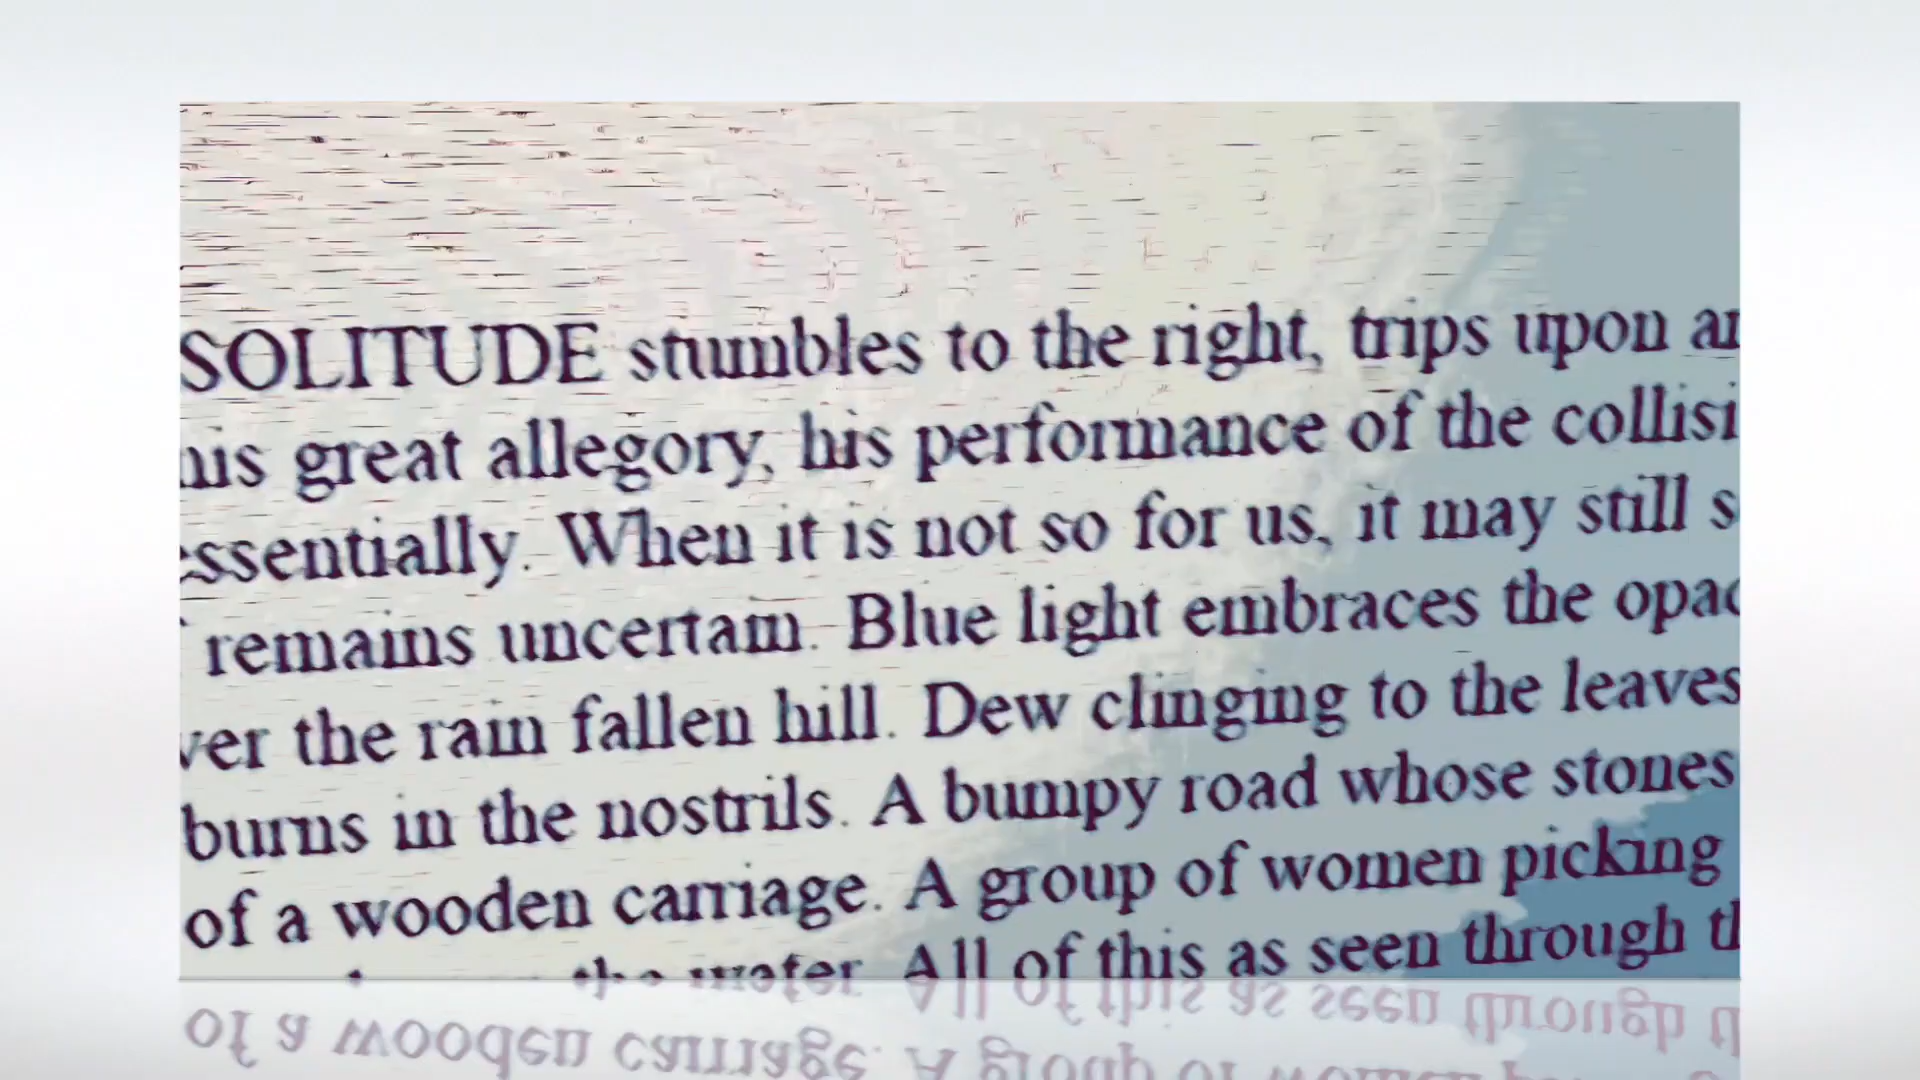 SOLITUDE stumbles to the right, trips upon
great allegory, his performance of the
When it is not so for us, it may still
remains uncertain. Blue light embraces the
the rain fallen hill. Dew clinging to the leaves
burns in the nostrils. A bumpy road whose stones
of a wooden carriage. A group of women picking
the water. All of this as seen through